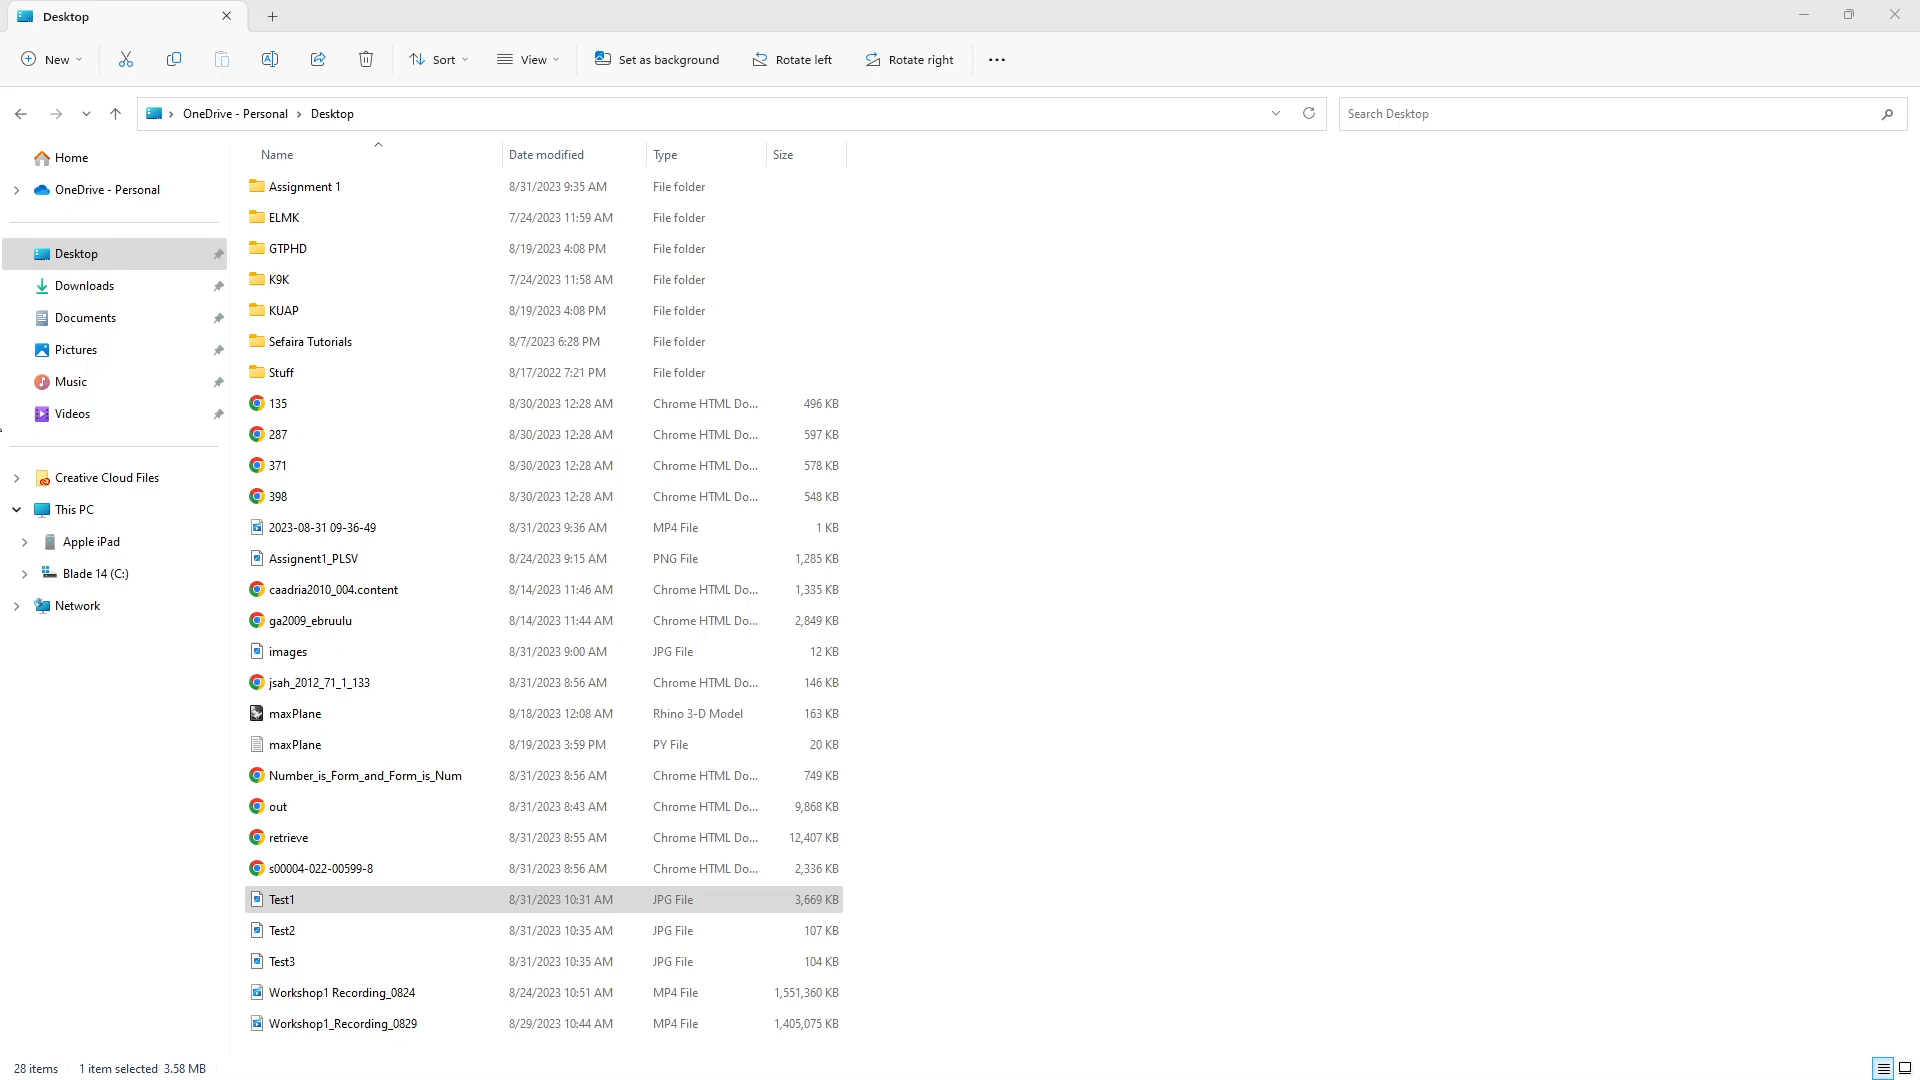 Desktop
New
Sort
View
Set as background
Rotate left
Rotate right
OneDrive - Personal
Desktop
Search Desktop
Home
OneDrive - Personal
Desktop
Downloads
Documents
Pictures
Music
Videos
Creative Cloud Files
This PC
Apple iPad
Blade 14 (C:)
Network
Name Date modified Type Size
Assignment 1 8/31/2023 9:35 AM File folder
ELMK 7/24/2023 11:59 AM File folder
GTPHD 8/19/2023 4:08 PM File folder
K9K 7/24/2023 11:58 AM File folder
KUAP 8/19/2023 4:08 PM File folder
Sefaira Tutorials 8/7/2023 6:28 PM File folder
Stuff 8/17/2022 7:21 PM File folder
135 8/30/2023 12:28 AM Chrome HTML Do... 496 KB
287 8/30/2023 12:28 AM Chrome HTML Do... 597 KB
371 8/30/2023 12:28 AM Chrome HTML Do... 578 KB
398 8/30/2023 12:28 AM Chrome HTML Do... 548 KB
2023-08-31 09-36-49 8/31/2023 9:36 AM MP4 File 1 KB
Assignent1_PLSV 8/24/2023 9:15 AM PNG File 1,285 KB
caadria2010_004.content 8/14/2023 11:46 AM Chrome HTML Do... 1,335 KB
ga2009_ebruulu 8/14/2023 11:44 AM Chrome HTML Do... 2,849 KB
images 8/31/2023 9:00 AM JPG File 12 KB
jsah_2012_71_1_133 8/31/2023 8:56 AM Chrome HTML Do... 146 KB
maxPlane 8/18/2023 12:08 AM Rhino 3-D Model 163 KB
maxPlane 8/19/2023 3:59 PM PY File 20 KB
Number_is_Form_and_Form_is_Num 8/31/2023 8:56 AM Chrome HTML Do... 749 KB
out 8/31/2023 8:43 AM Chrome HTML Do... 9,868 KB
retrieve 8/31/2023 8:55 AM Chrome HTML Do... 12,407 KB
s00004-022-00599-8 8/31/2023 8:56 AM Chrome HTML Do... 2,336 KB
Test1 8/31/2023 10:31 AM JPG File 3,669 KB
Test2 8/31/2023 10:35 AM JPG File 107 KB
Test3 8/31/2023 10:35 AM JPG File 104 KB
Workshop1 Recording_0824 8/24/2023 10:51 AM MP4 File 1,551,360 KB
Workshop1_Recording_0829 8/29/2023 10:44 AM MP4 File 1,405,075 KB
28 items 1 item selected 3.58 MB